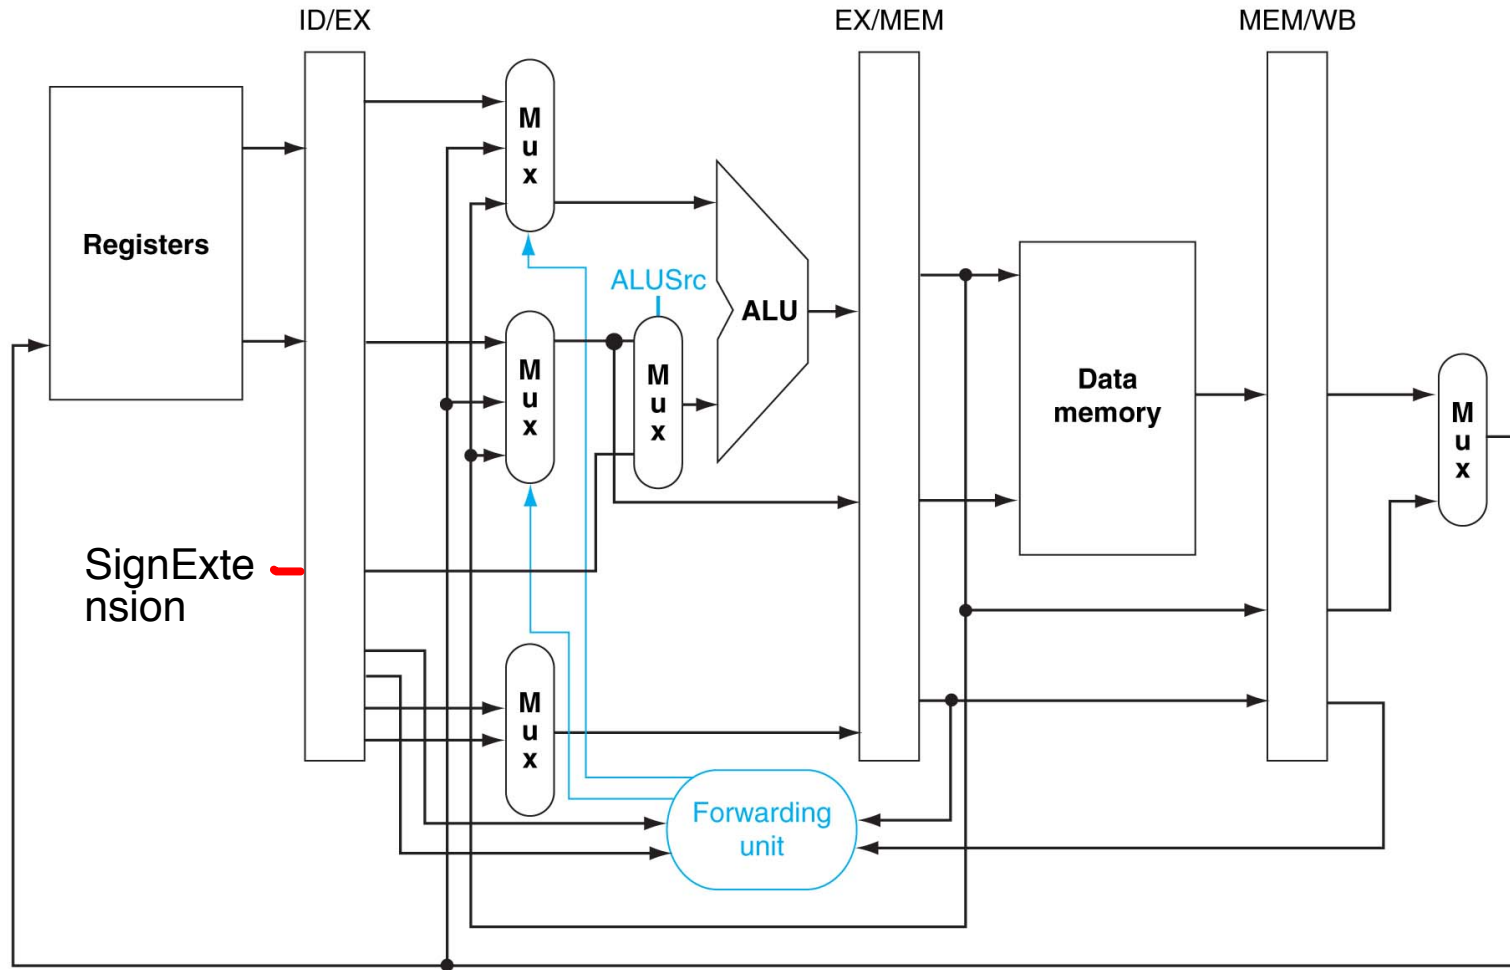 ID/EX
EX/MEM
MEM/WB
M
u
x
Registers
ALUSrc
ALU
M
u
x
M
u
x
Data
memory
M
u
x
SignExte
nsion
M
u
x
Forwarding
unit